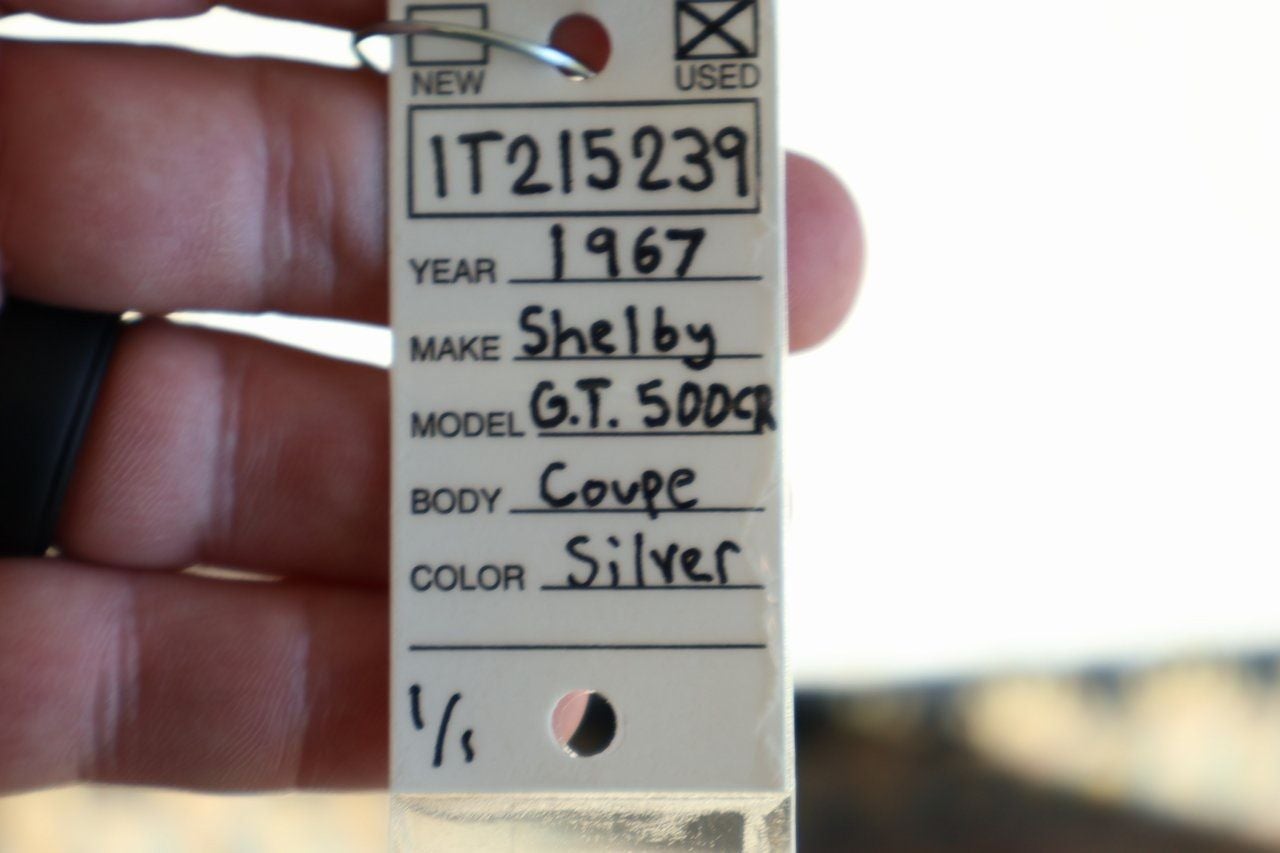 NEW USED
1T215239
YEAR 1967
MAKE Shelby
MODEL G.T. 500CR
BODY Coupe
COLOR Silver
1/1